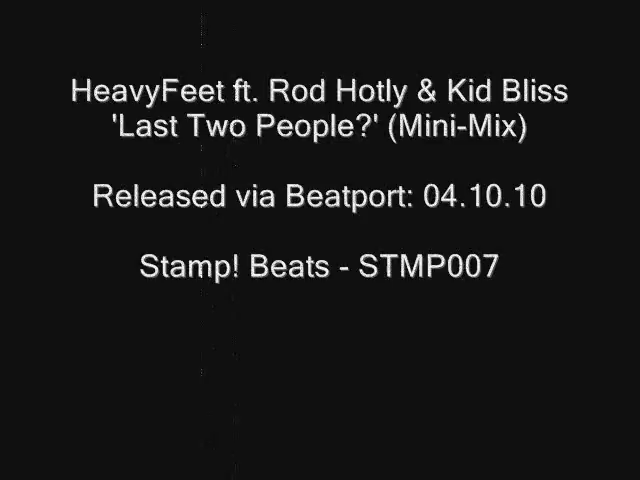 HeavyFeet ft. Rod Hotly & Kid Bliss
'Last Two People?' (Mini-Mix)
Released via Beatport: 04.10.10
Stamp! Beats - STMP007